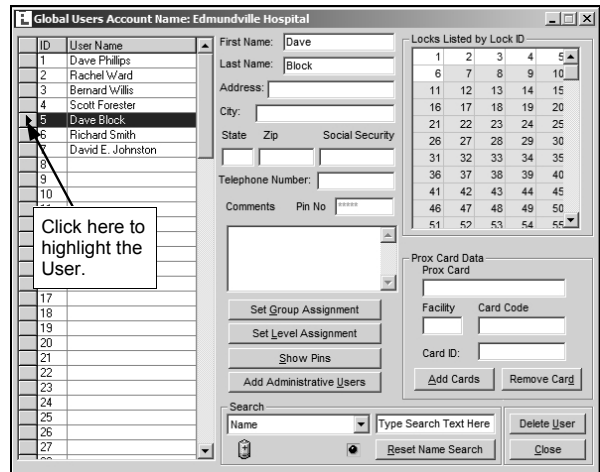 Global Users Account Name: Edmundville Hospital
ID User Name
1 Dave Phillips
2 Rachel Ward
3 Bernard Willis
4 Scott Forester
5 Dave Block
6 Richard Smith
7 David E. Johnston
8
9
10
Click here to
highlight the
User.
17
18
19
20
21
22
23
24
25
26
27
First Name: Dave
Last Name: Block
Address:
City:
State Zip Social Security
Telephone Number:
Comments Pin No *****
Set Group Assignment
Set Level Assignment
Show Pins
Add Administrative Users
Locks Listed by Lock ID
1 2 3 4 5
6 7 8 9 10
11 12 13 14 15
16 17 18 19 20
21 22 23 24 25
26 27 28 29 30
31 32 33 34 35
36 37 38 39 40
41 42 43 44 45
46 47 48 49 50
51 52 53 54 55
Prox Card Data
Prox Card
Facility Card Code
Card ID:
Add Cards Remove Card
Search
Name Type Search Text Here Delete User
Reset Name Search Close